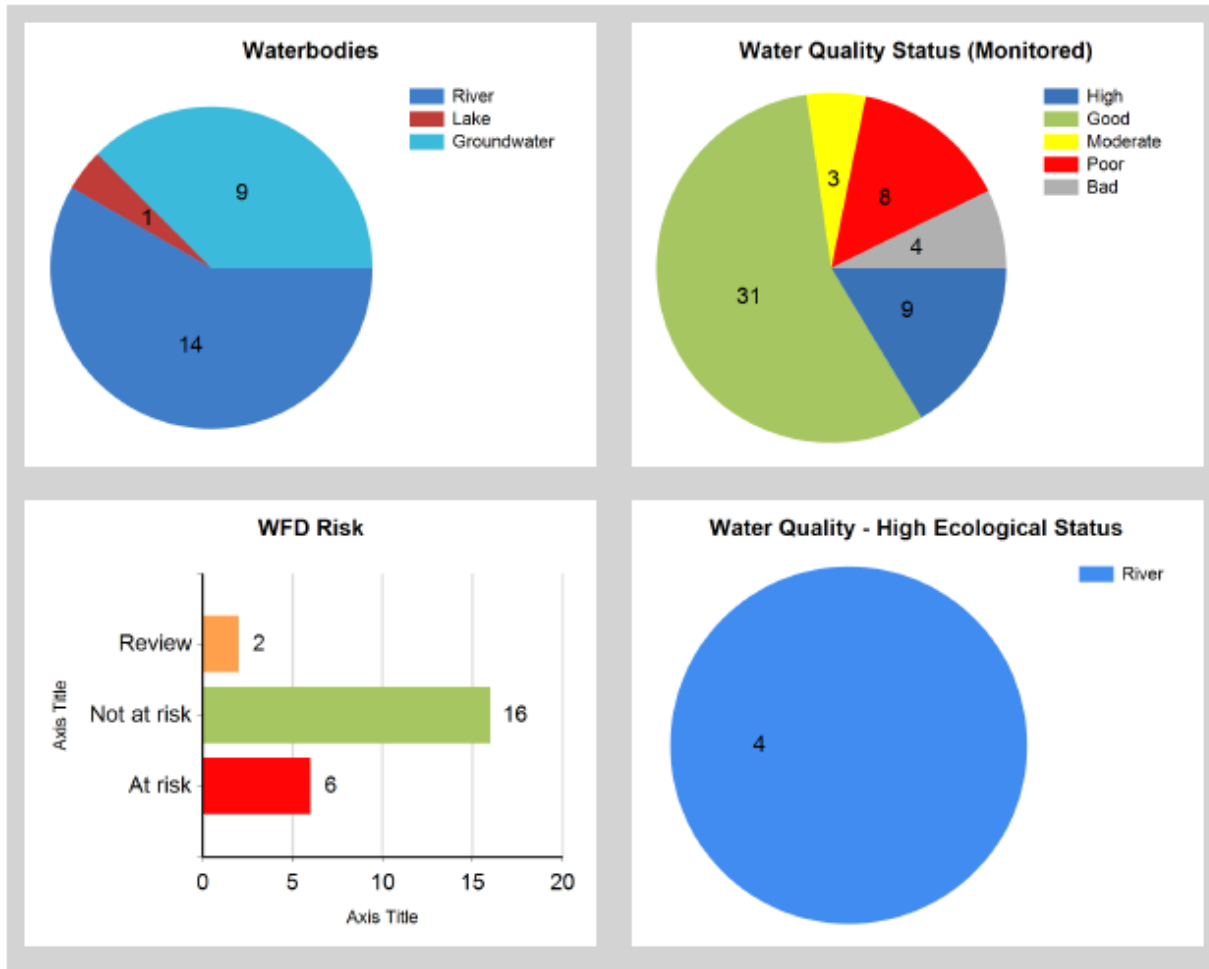 Waterbodies
River
Lake
Groundwater
9
1
14
Water Quality Status (Monitored)
High
Good
Moderate
Poor
Bad
3
8
4
31
9
WFD Risk
Axis Title
Review
2
Not at risk
16
At risk
6
0 5 10 15 20
Axis Title
Water Quality - High Ecological Status
River
4